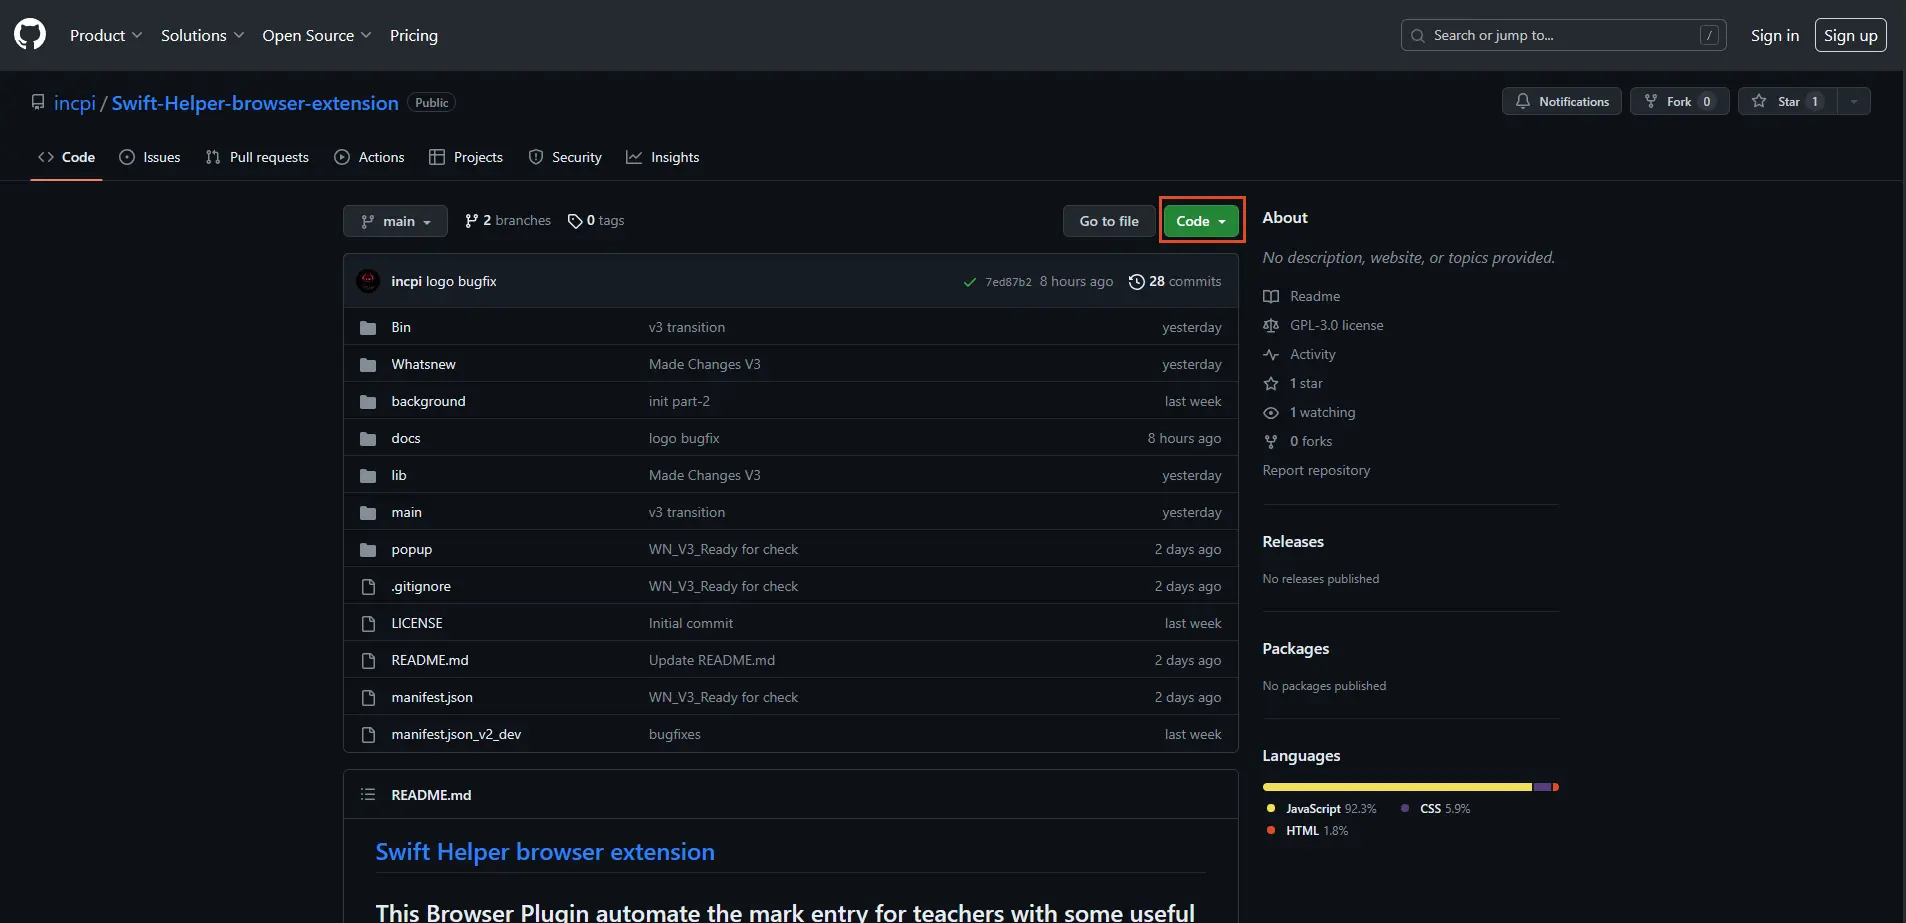 Product Solutions Open Source Pricing Search or jump to... / Sign in Sign up
incpi / Swift-Helper-browser-extension Public Notifications Fork 0 Star 1
Code Issues Pull requests Actions Projects Security Insights
main 2 branches 0 tags Go to file Code
incpi logo bugfix 7ed87b2 8 hours ago 28 commits
Bin v3 transition yesterday
Whatsnew Made Changes V3 yesterday
background init part-2 last week
docs logo bugfix 8 hours ago
lib Made Changes V3 yesterday
main v3 transition yesterday
popup WN_V3_Ready for check 2 days ago
.gitignore WN_V3_Ready for check 2 days ago
LICENSE Initial commit last week
README.md Update README.md 2 days ago
manifest.json WN_V3_Ready for check 2 days ago
manifest.json_v2_dev bugfixes last week
README.md
Swift Helper browser extension
This Browser Plugin automate the mark entry for teachers with some useful
About
No description, website, or topics provided.
Readme
GPL-3.0 license
Activity
1 star
1 watching
0 forks
Report repository
Releases
No releases published
Packages
No packages published
Languages
JavaScript 92.3% CSS 5.9%
HTML 1.8%